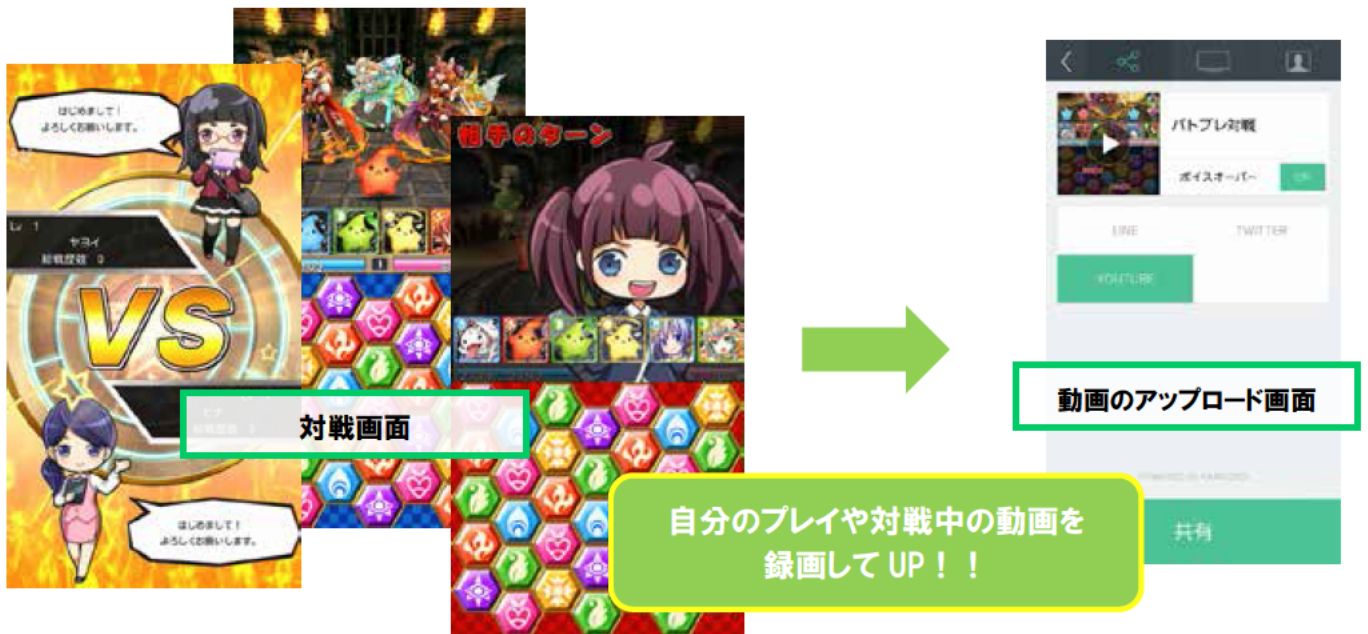 はじめまして！
よろしくお願いします。
Lv 1
ヤヨイ
総戦歴数 0
VS
はじめまして！
よろしくお願いします。
相手のターン
対戦画面
自分のプレイや対戦中の動画を
録画して UP！！
バトプレ対戦
ボイスオーバー
LINE
TWITTER
YOUTUBE
動画のアップロード画面
共有